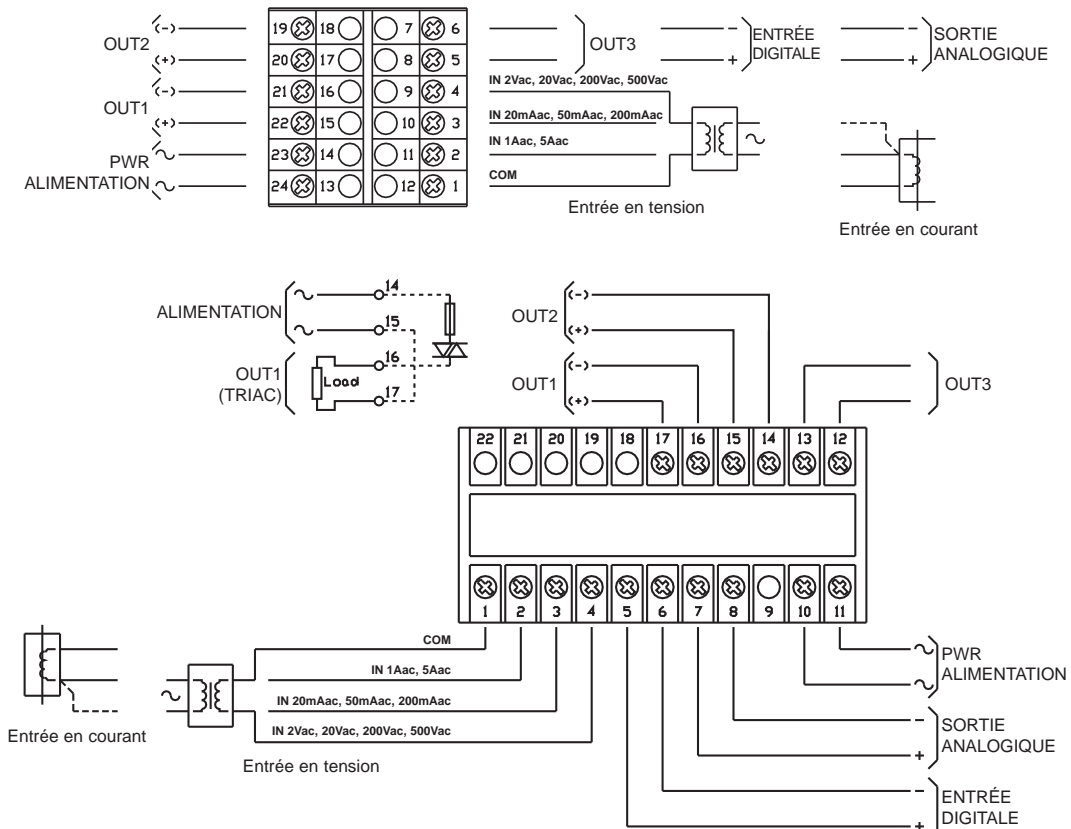 OUT2
(-)
(+)
OUT1
(-)
(+)
PWR
ALIMENTATION
19 18 7 6
20 17 8 5
21 16 9 4
22 15 10 3
23 14 11 2
24 13 12 1
OUT3
-
+
ENTRÉE
DIGITALE
-
+
SORTIE
ANALOGIQUE
IN 2Vac, 20Vac, 200Vac, 500Vac
IN 20mAac, 50mAac, 200mAac
IN 1Aac, 5Aac
COM
Entrée en tension
Entrée en courant
ALIMENTATION
14
15
OUT1
(TRIAC)
Load
16
17
OUT2
(-)
(+)
OUT1
(-)
(+)
OUT3
22 21 20 19 18 17 16 15 14 13 12
1 2 3 4 5 6 7 8 9 10 11
COM
IN 1Aac, 5Aac
IN 20mAac, 50mAac, 200mAac
IN 2Vac, 20Vac, 200Vac, 500Vac
Entrée en courant
Entrée en tension
PWR
ALIMENTATION
-
+
SORTIE
ANALOGIQUE
-
+
ENTRÉE
DIGITALE